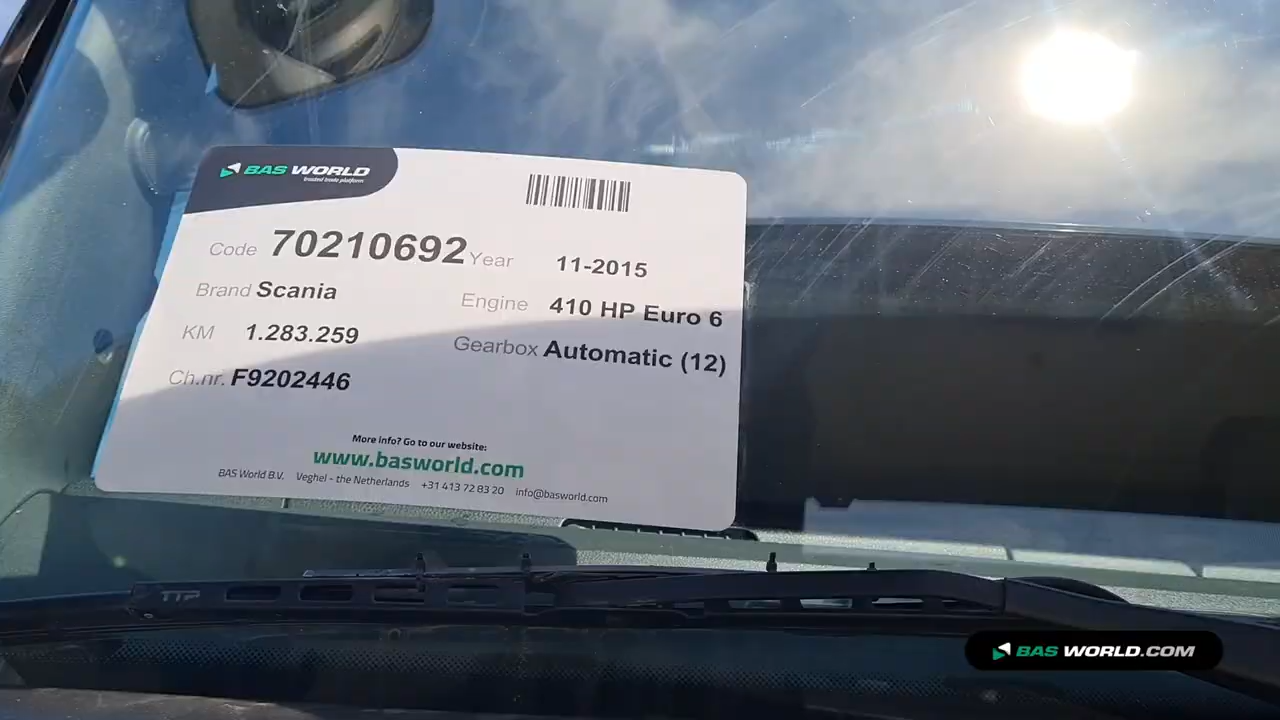 BAS WORLD
trusted trade platform
Code 70210692 Year 11-2015
Brand Scania Engine 410 HP Euro 6
KM 1.283.259 Gearbox Automatic (12)
Ch.nr. F9202446
More info? Go to our website:
www.basworld.com
BAS World B.V. Veghel - the Netherlands +31 413 72 83 20 info@basworld.com
TTP
BAS WORLD.COM